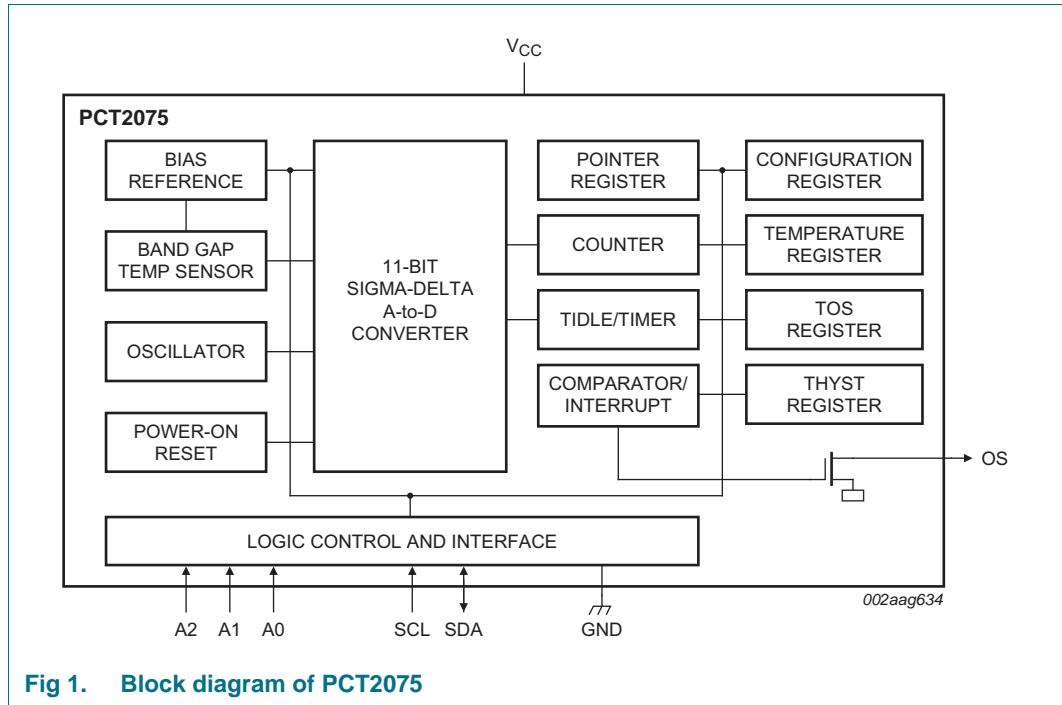 VCC
PCT2075
BIAS
REFERENCE
BAND GAP
TEMP SENSOR
OSCILLATOR
POWER-ON
RESET
11-BIT
SIGMA-DELTA
A-to-D
CONVERTER
POINTER
REGISTER
COUNTER
TIDLE/TIMER
COMPARATOR/
INTERRUPT
CONFIGURATION
REGISTER
TEMPERATURE
REGISTER
TOS
REGISTER
THYST
REGISTER
OS
LOGIC CONTROL AND INTERFACE
A2 A1 A0 SCL SDA GND
002aag634
Fig 1. Block diagram of PCT2075